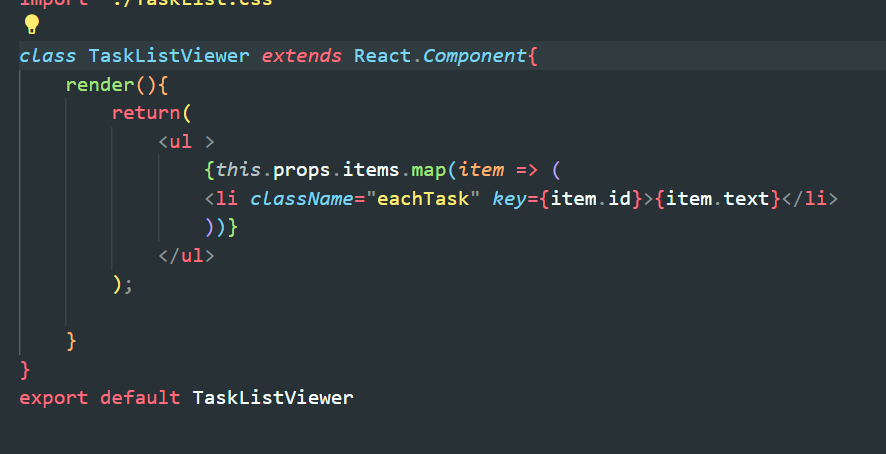 import "./TaskList.css"
class TaskListViewer extends React.Component{
    render(){
        return(
            <ul >
                {this.props.items.map(item => (
                <li className="eachTask" key={item.id}>{item.text}</li>
                ))}
            </ul>
        );

    }
}
export default TaskListViewer